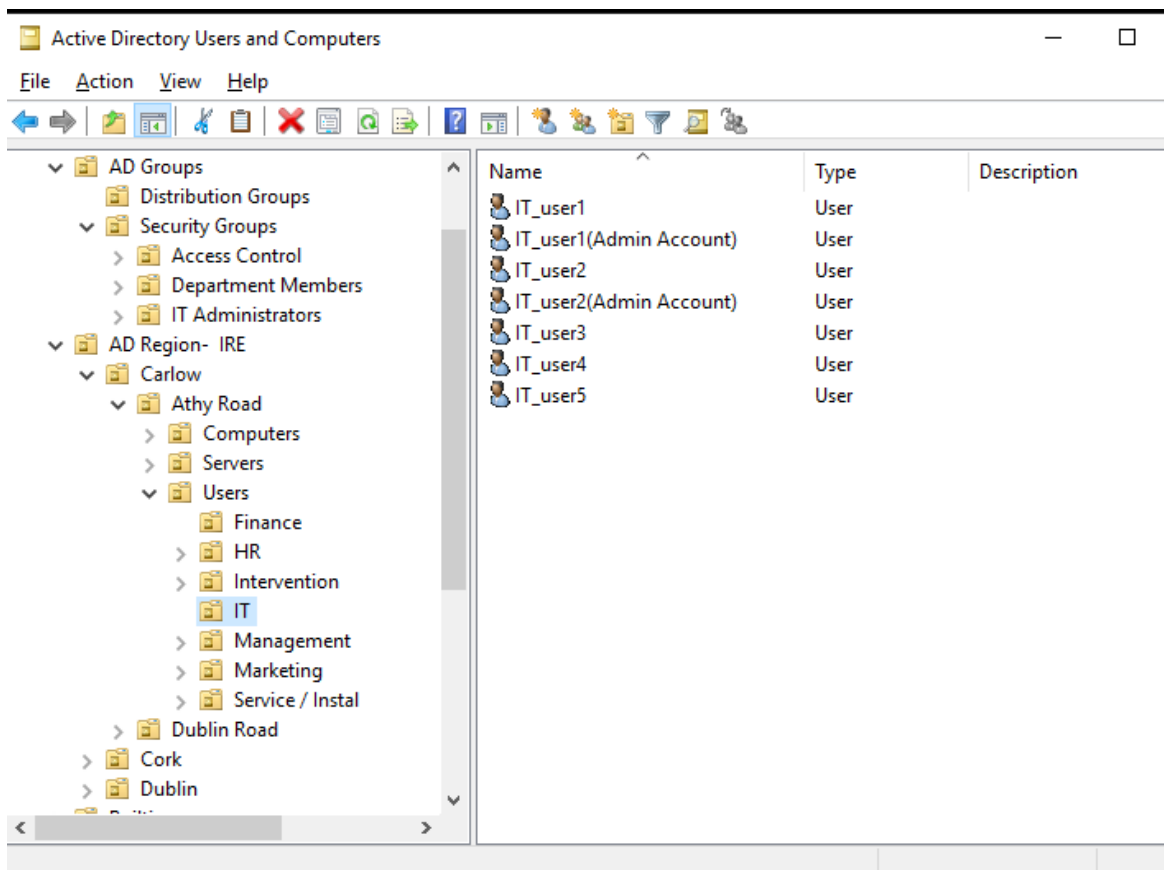 Active Directory Users and Computers
File Action View Help
AD Groups
Distribution Groups
Security Groups
Access Control
Department Members
IT Administrators
AD Region-  IRE
Carlow
Athy Road
Computers
Servers
Users
Finance
HR
Intervention
IT
Management
Marketing
Service / Instal
Dublin Road
Cork
Dublin
Name Type Description
IT_user1 User
IT_user1(Admin Account) User
IT_user2 User
IT_user2(Admin Account) User
IT_user3 User
IT_user4 User
IT_user5 User